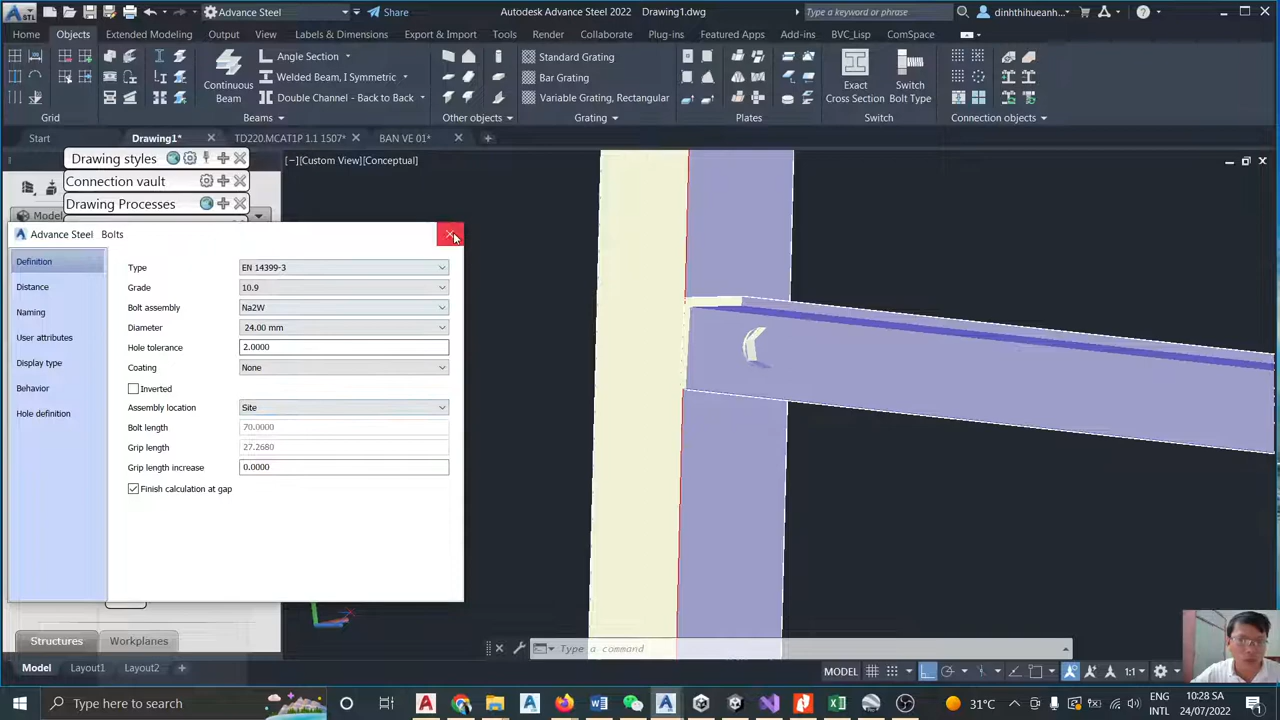 STL
Advance Steel
Share
Autodesk Advance Steel 2022 Drawing1.dwg
Type a keyword or phrase
dinhthihueanh...
Home
Objects
Extended Modeling
Output
View
Labels & Dimensions
Export & Import
Tools
Render
Collaborate
Plug-ins
Featured Apps
Add-ins
BVC_Lisp
ComSpace
Angle Section
Welded Beam, I Symmetric
Double Channel - Back to Back
Continuous
Beam
Standard Grating
Bar Grating
Variable Grating, Rectangular
Exact
Cross Section
Switch
Bolt Type
Grid
Beams
Other objects
Grating
Plates
Switch
Connection objects
Start
Drawing1*
TD220.MCAT1P 1.1 1507*
BAN VE 01*
Drawing styles
Connection vault
Drawing Processes
Model
[−][Custom View][Conceptual]
Advance Steel Bolts
Definition
Distance
Naming
User attributes
Display type
Behavior
Hole definition
Type EN 14399-3
Grade 10.9
Bolt assembly Na2W
Diameter 24.00 mm
Hole tolerance 2.0000
Coating None
Inverted
Assembly location Site
Bolt length 70.0000
Grip length 27.2680
Grip length increase 0.0000
Finish calculation at gap
Structures
Workplanes
Type a command
Model
Layout1
Layout2
MODEL
1:1
Type here to search
31°C
ENG
INTL
10:28 SA
24/07/2022